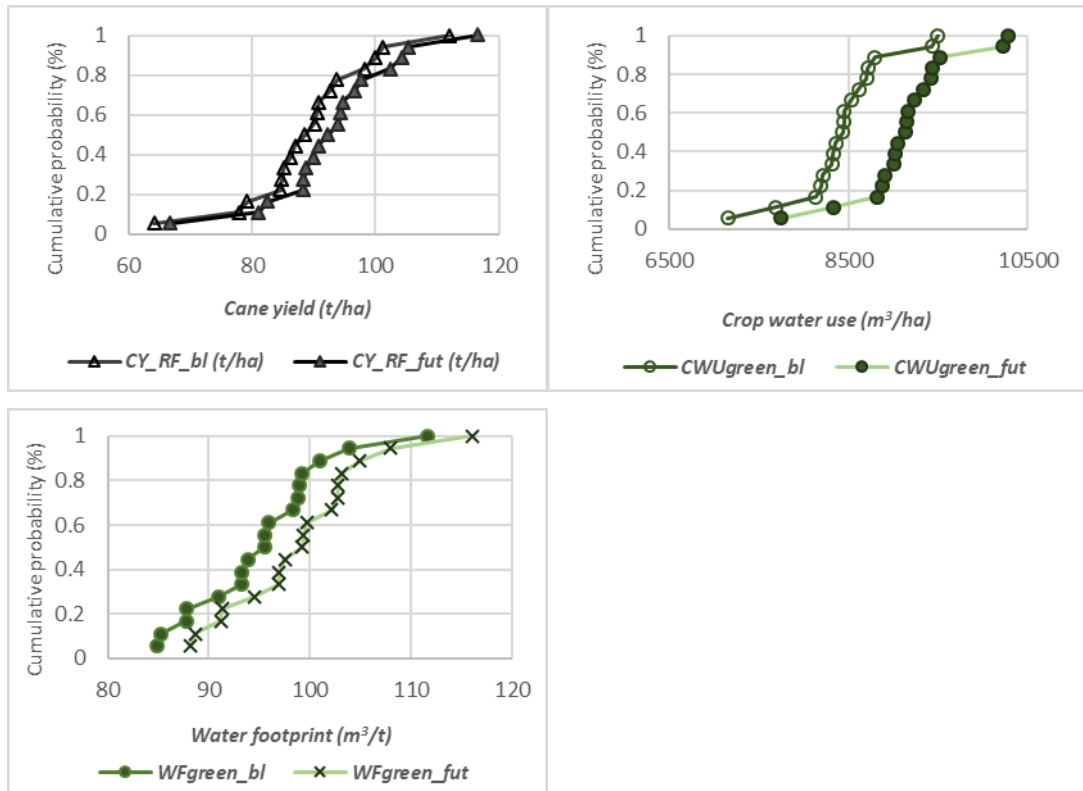 Cumulative probability (%)
1
0.8
0.6
0.4
0.2
0
60 80 100 120
Cane yield (t/ha)
CY_RF_bl (t/ha) CY_RF_fut (t/ha)
Cumulative probability (%)
1
0.8
0.6
0.4
0.2
0
6500 8500 10500
Crop water use (m³/ha)
CWUgreen_bl CWUgreen_fut
Cumulative probability (%)
1
0.8
0.6
0.4
0.2
0
80 90 100 110 120
Water footprint (m³/t)
WFgreen_bl WFgreen_fut